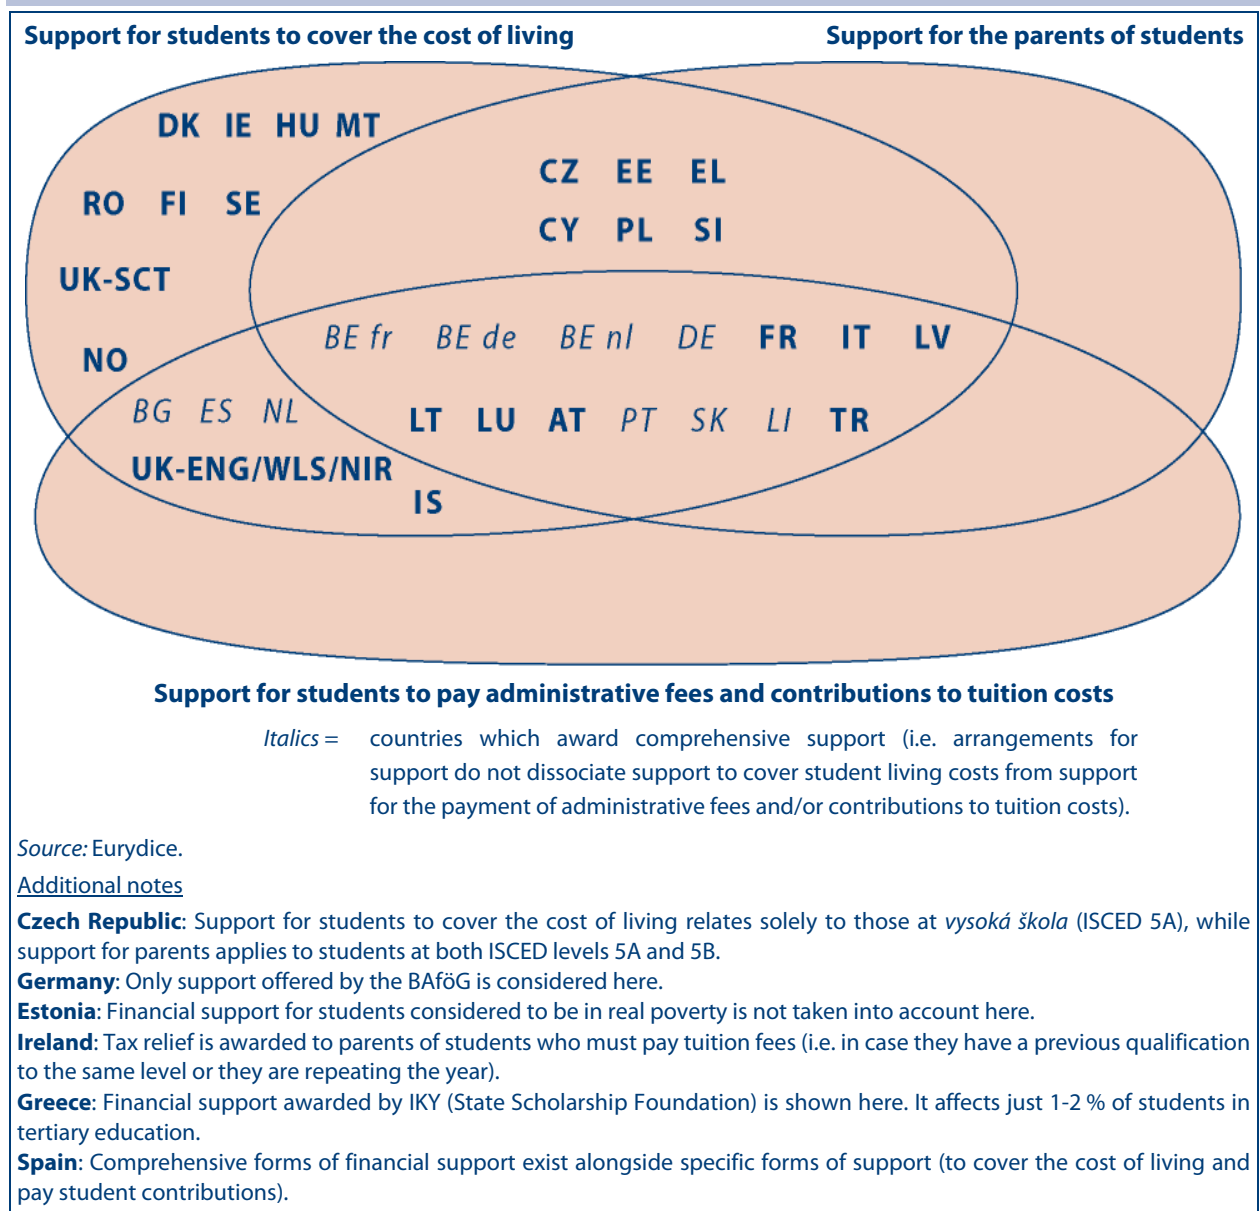 Support for students to cover the cost of living Support for the parents of students
DK IE HU MT
CZ EE EL
RO FI SE
CY PL SI
UK-SCT
BE fr BE de BE nl DE FR IT LV
NO
BG ES NL
LT LU AT PT SK LI TR
UK-ENG/WLS/NIR
IS
Support for students to pay administrative fees and contributions to tuition costs
Italics = countries which award comprehensive support (i.e. arrangements for
support do not dissociate support to cover student living costs from support
for the payment of administrative fees and/or contributions to tuition costs).
Source: Eurydice.
Additional notes
Czech Republic: Support for students to cover the cost of living relates solely to those at vysoká škola (ISCED 5A), while
support for parents applies to students at both ISCED levels 5A and 5B.
Germany: Only support offered by the BAföG is considered here.
Estonia: Financial support for students considered to be in real poverty is not taken into account here.
Ireland: Tax relief is awarded to parents of students who must pay tuition fees (i.e. in case they have a previous qualification
to the same level or they are repeating the year).
Greece: Financial support awarded by IKY (State Scholarship Foundation) is shown here. It affects just 1-2 % of students in
tertiary education.
Spain: Comprehensive forms of financial support exist alongside specific forms of support (to cover the cost of living and
pay student contributions).